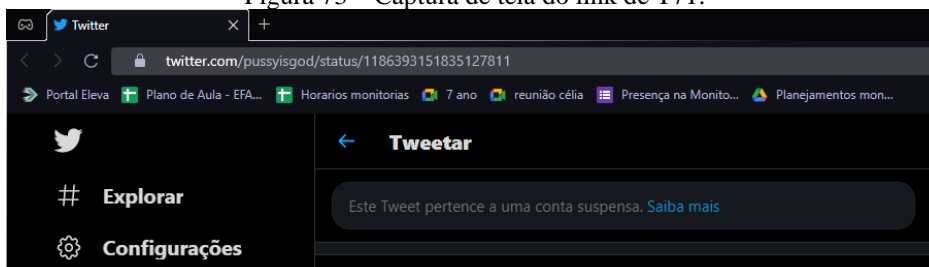 Figura 73 – Captura de tela do link de T71.
Twitter
twitter.com/pussyisgod/status/1186393151835127811
Portal Eleva Plano de Aula - EFA... Horarios monitorias 7 ano reunião célia Presença na Monito... Planejamentos mon...
Tweetar
Explorar
Este Tweet pertence a uma conta suspensa. Saiba mais
Configurações